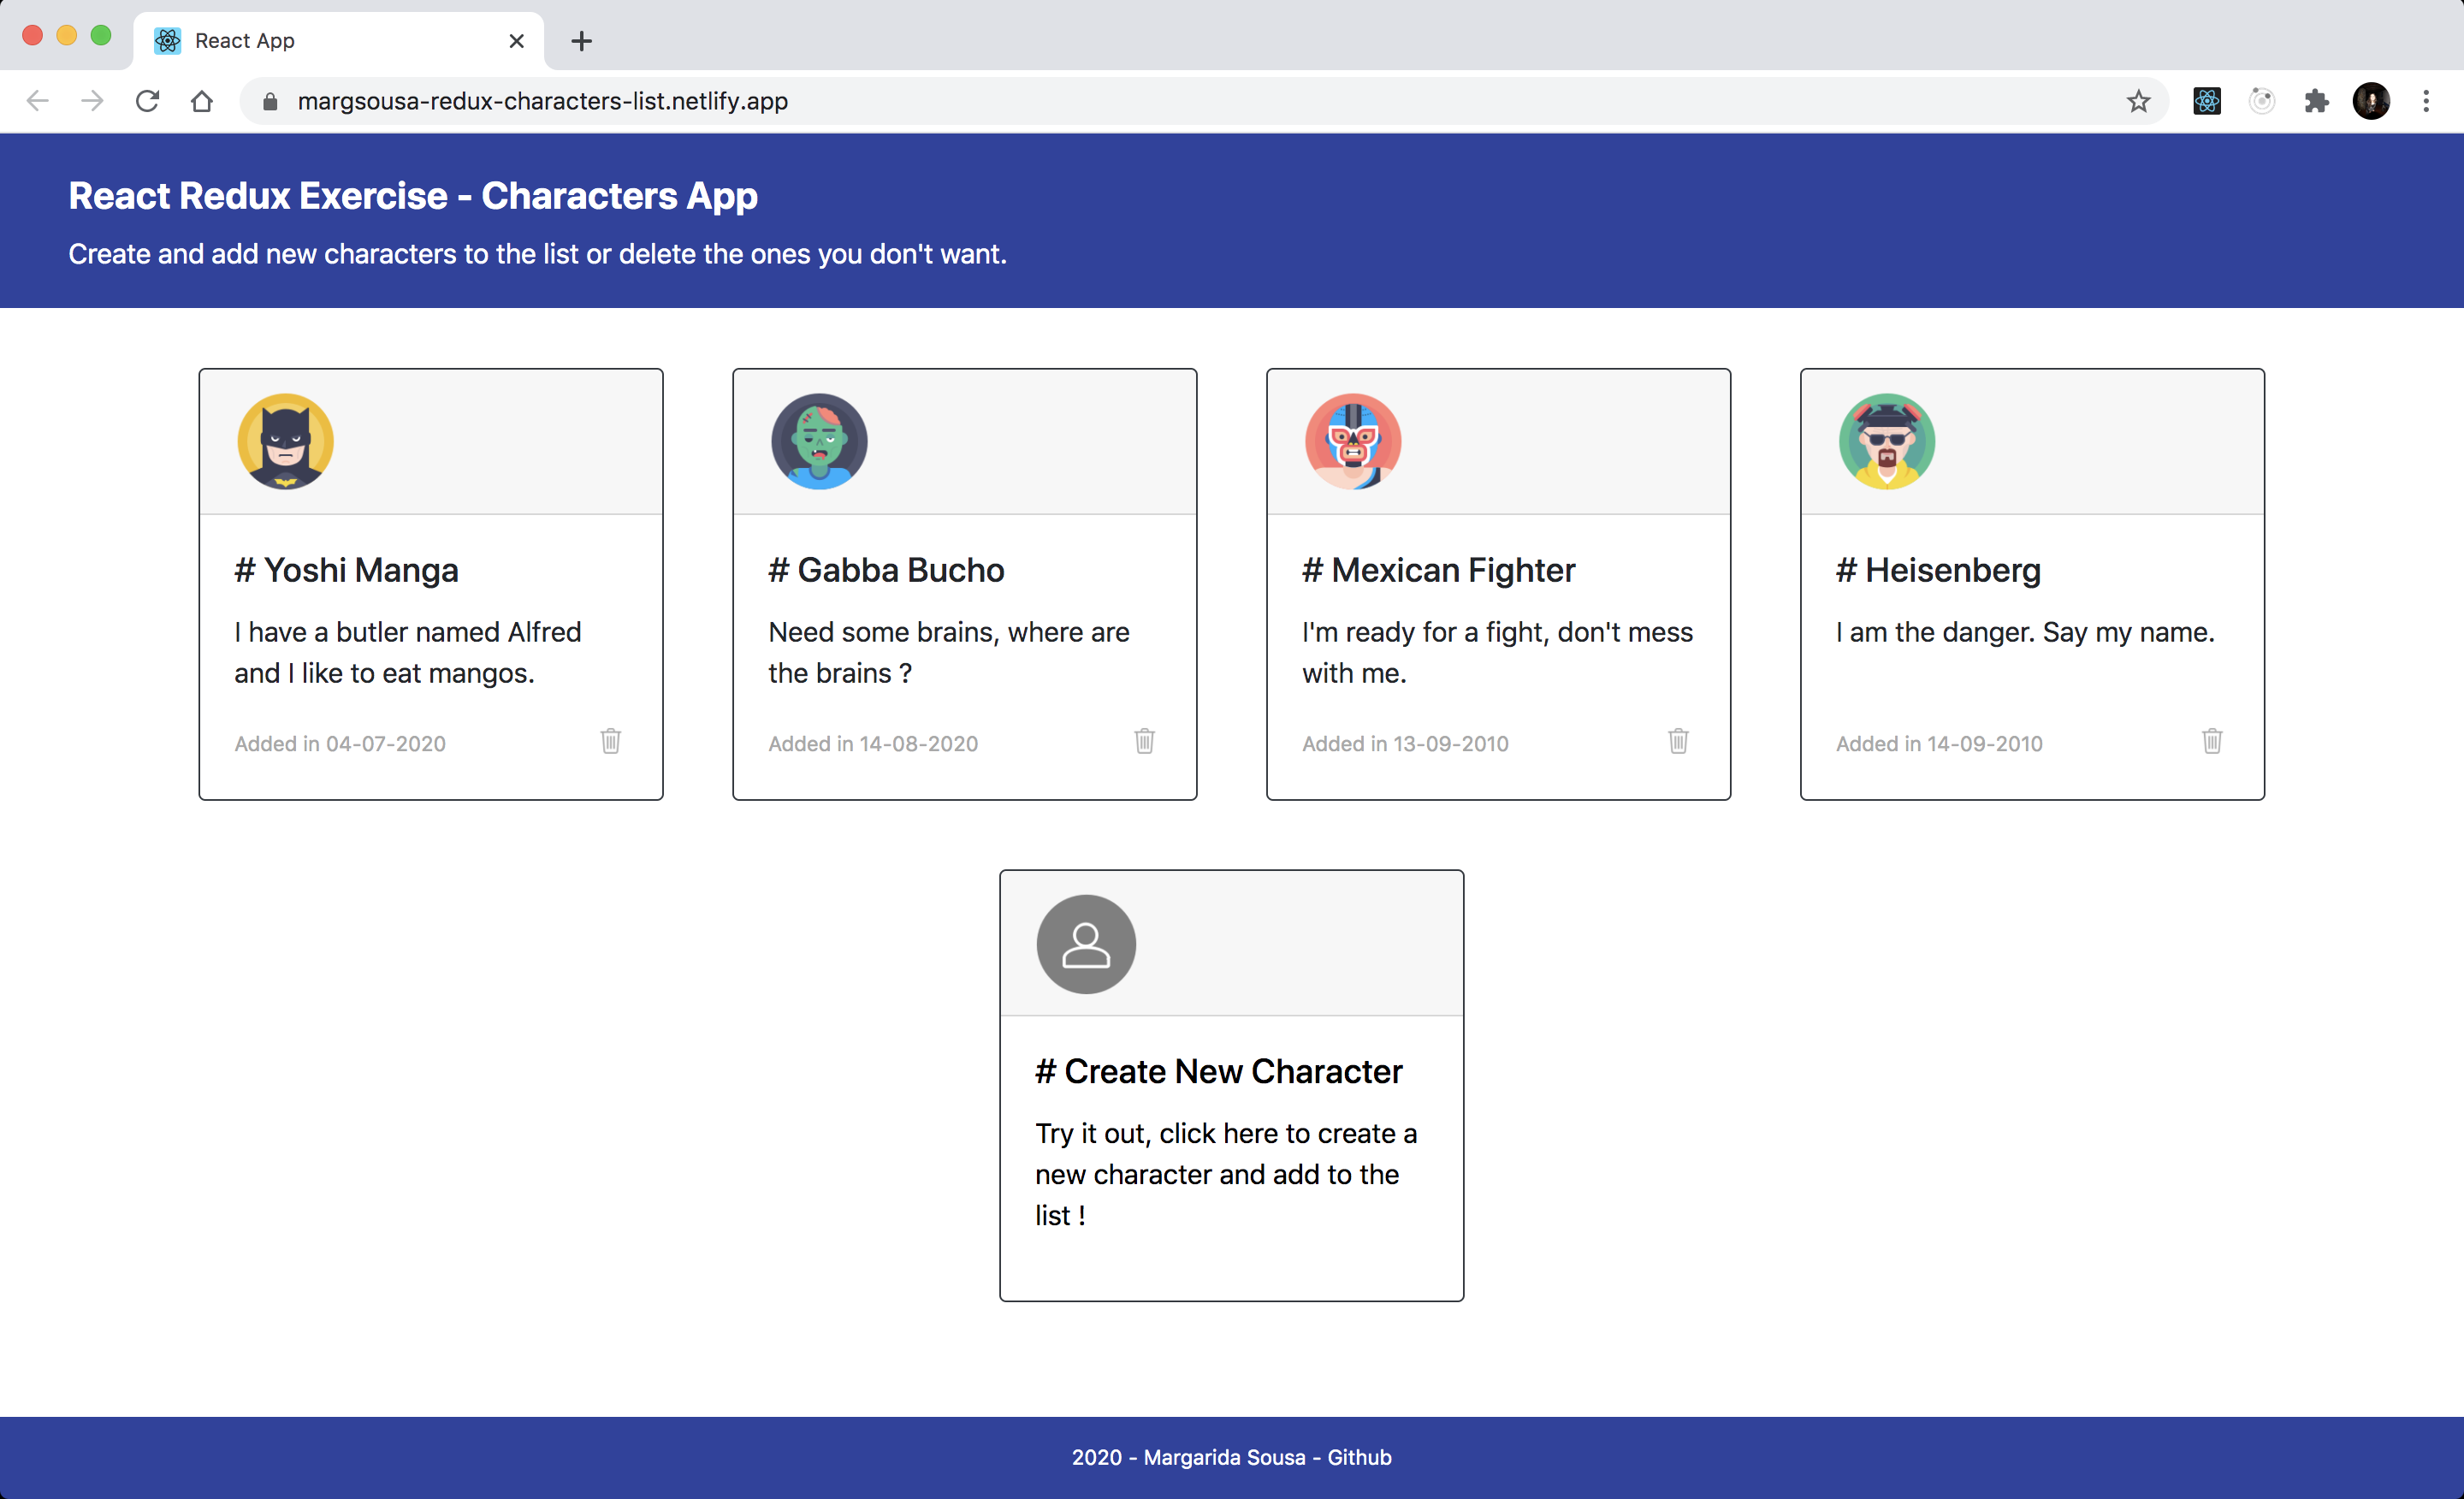 React App
margsousa-redux-characters-list.netlify.app
React Redux Exercise - Characters App
Create and add new characters to the list or delete the ones you don't want.
# Yoshi Manga
I have a butler named Alfred
and I like to eat mangos.
Added in 04-07-2020
# Gabba Bucho
Need some brains, where are
the brains ?
Added in 14-08-2020
# Mexican Fighter
I'm ready for a fight, don't mess
with me.
Added in 13-09-2010
# Heisenberg
I am the danger. Say my name.
Added in 14-09-2010
# Create New Character
Try it out, click here to create a
new character and add to the
list !
2020 - Margarida Sousa - Github